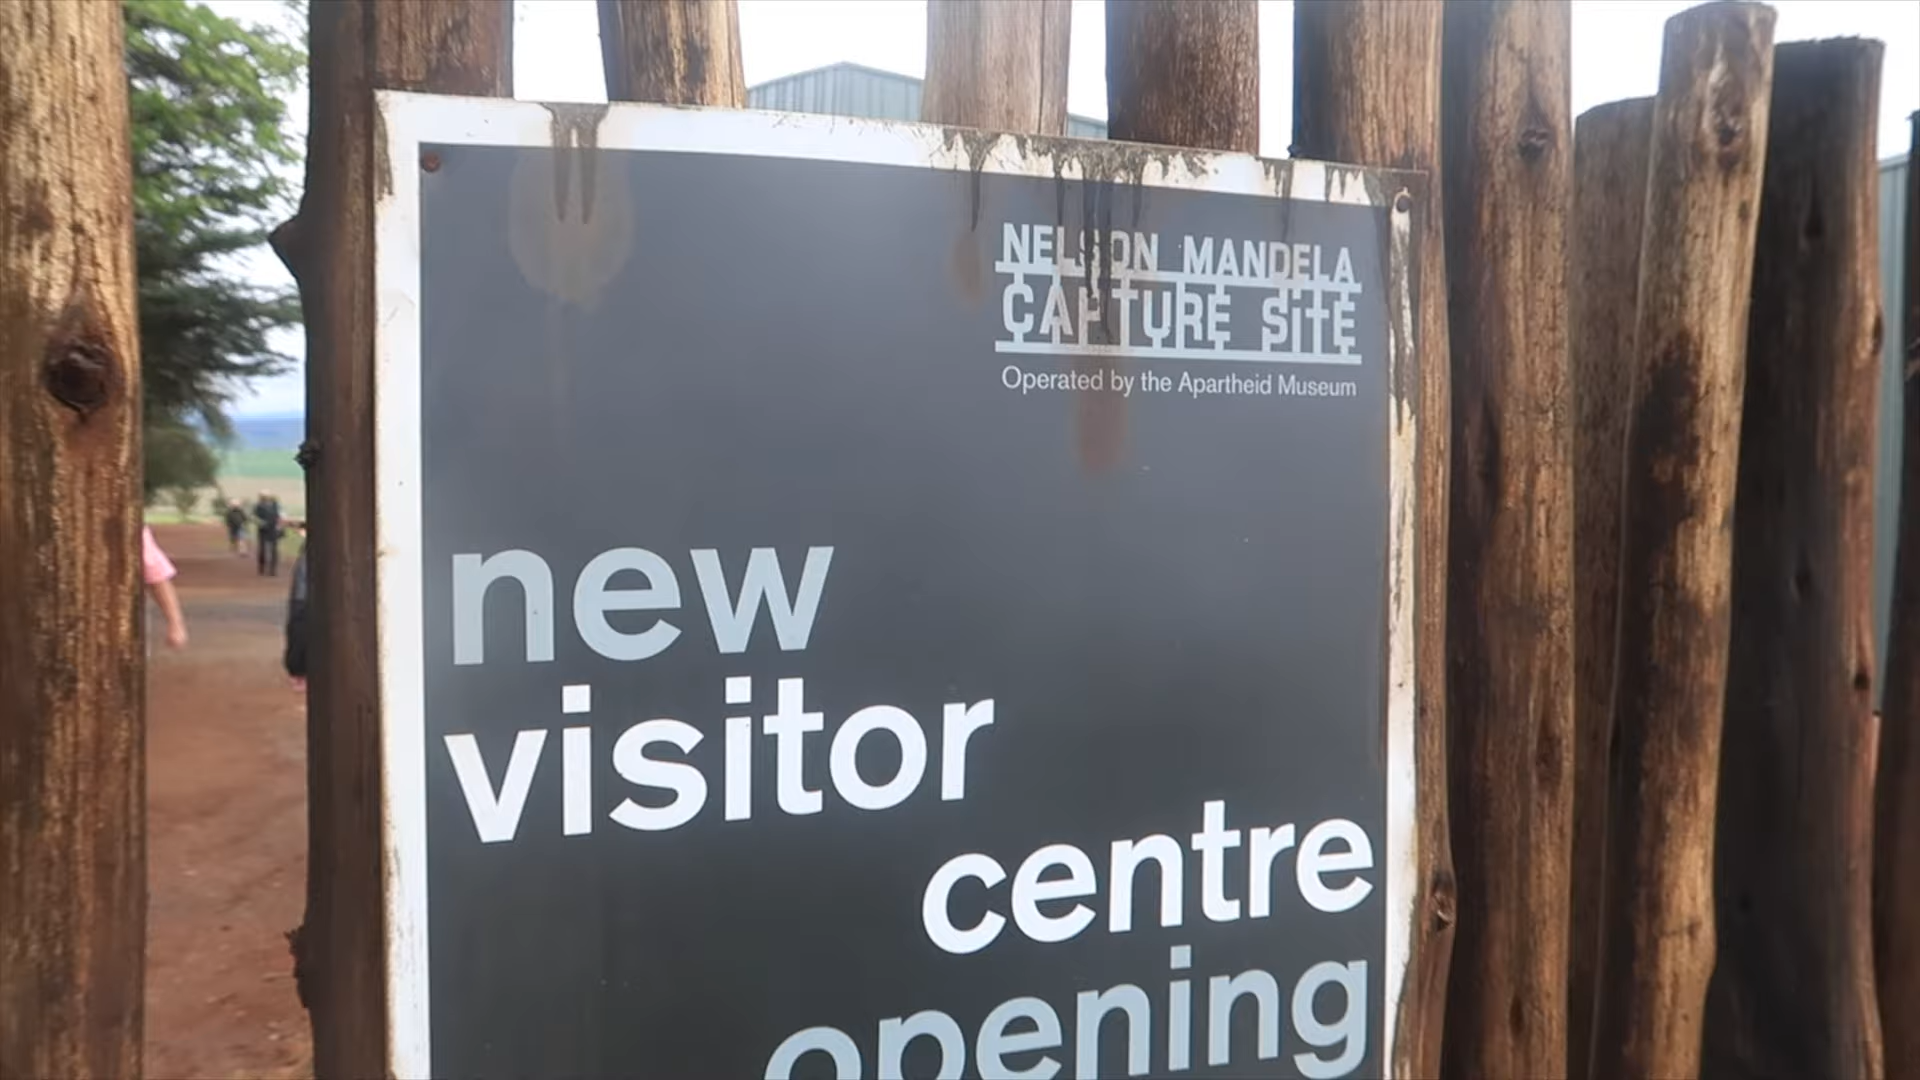 NELSON MANDELA
CAPTURE SiTE
Operated by the Apartheid Museum
new
visitor
centre
opening